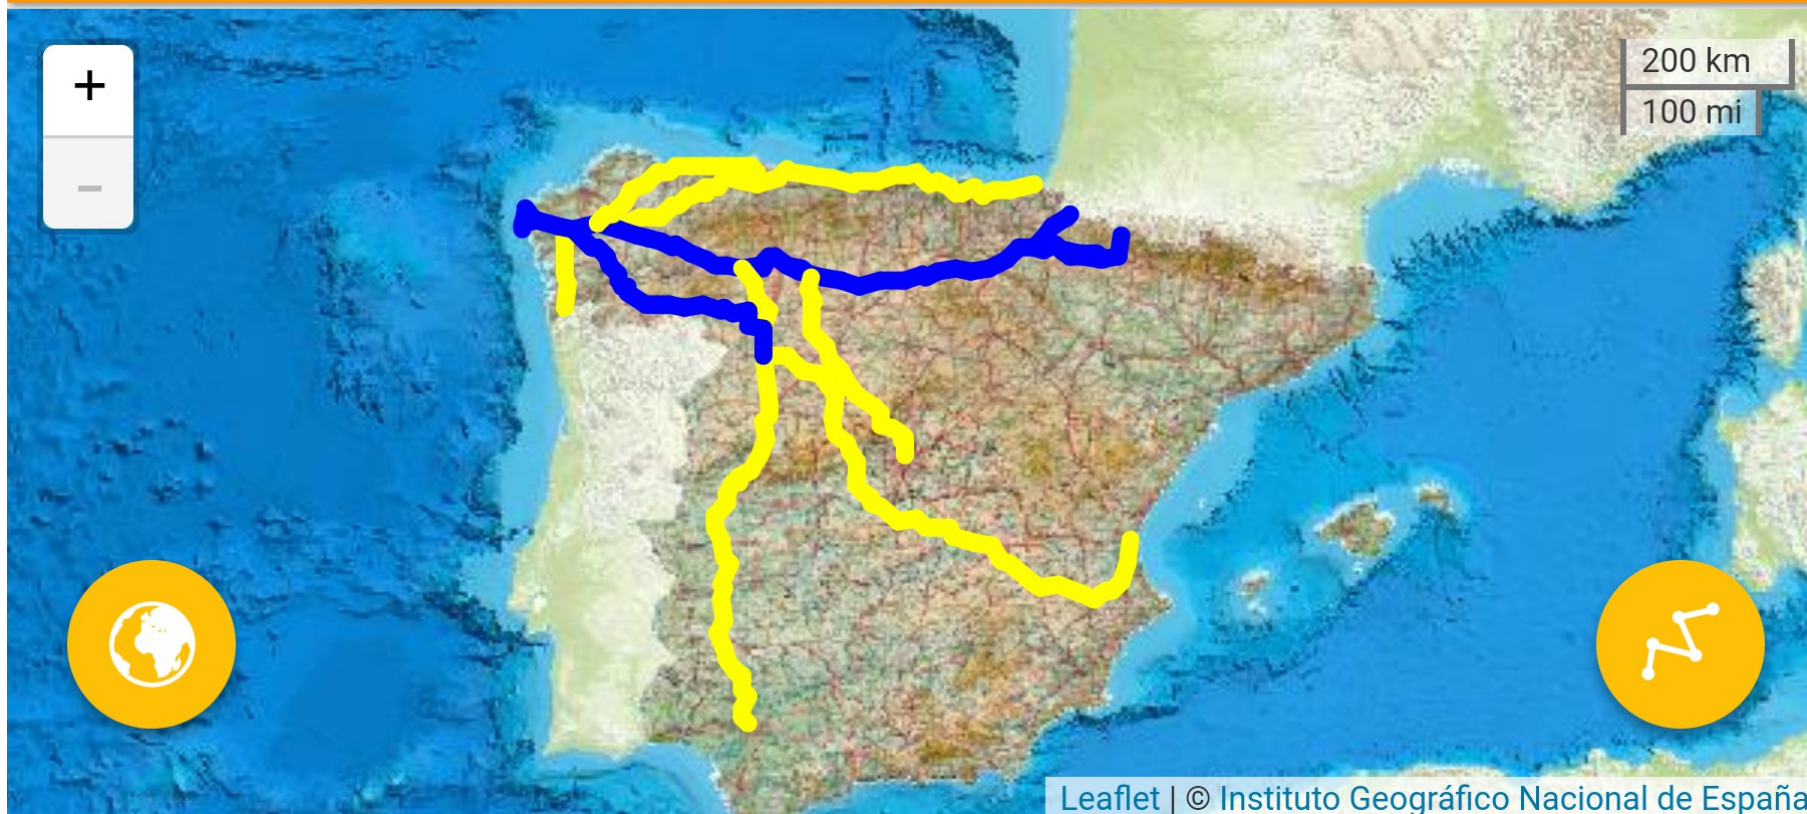 +
200 km
−
100 mi
Leaflet | © Instituto Geográfico Nacional de España